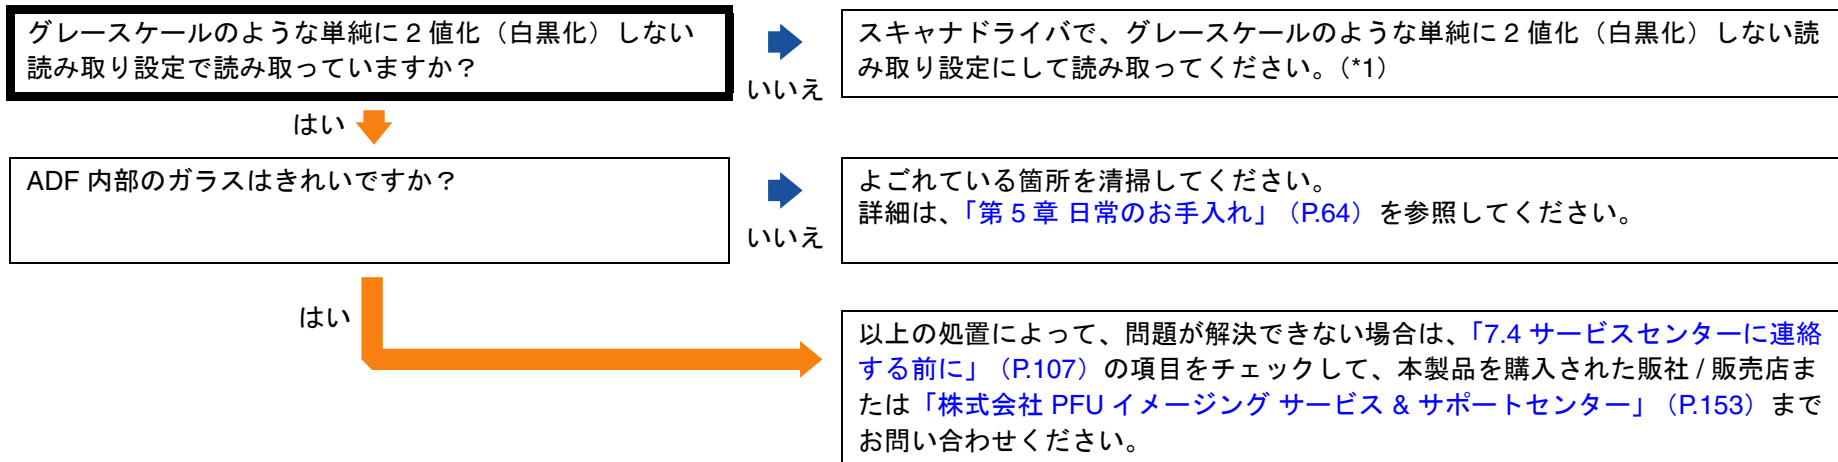 グレースケールのような単純に 2 値化（白黒化）しない
読み取り設定で読み取っていますか？
いいえ
スキャナドライバで、グレースケールのような単純に 2 値化（白黒化）しない読
み取り設定にして読み取ってください。（*1）
はい
ADF 内部のガラスはきれいですか？
いいえ
よごれている箇所を清掃してください。
詳細は、「第 5 章 日常のお手入れ」（P.64）を参照してください。
はい
以上の処置によって、問題が解決できない場合は、「7.4 サービスセンターに連絡
する前に」（P.107）の項目をチェックして、本製品を購入された販社 / 販売店ま
たは「株式会社 PFU イメージング サービス & サポートセンター」（P.153）まで
お問い合わせください。